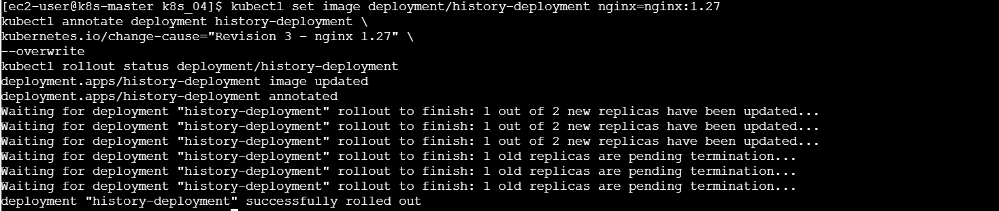 [ec2-user@k8s-master k8s_04]$ kubectl set image deployment/history-deployment nginx=nginx:1.27
kubectl annotate deployment history-deployment \
kubernetes.io/change-cause="Revision 3 - nginx 1.27" \
--overwrite
kubectl rollout status deployment/history-deployment
deployment.apps/history-deployment image updated
deployment.apps/history-deployment annotated
Waiting for deployment "history-deployment" rollout to finish: 1 out of 2 new replicas have been updated...
Waiting for deployment "history-deployment" rollout to finish: 1 out of 2 new replicas have been updated...
Waiting for deployment "history-deployment" rollout to finish: 1 out of 2 new replicas have been updated...
Waiting for deployment "history-deployment" rollout to finish: 1 old replicas are pending termination...
Waiting for deployment "history-deployment" rollout to finish: 1 old replicas are pending termination...
Waiting for deployment "history-deployment" rollout to finish: 1 old replicas are pending termination...
deployment "history-deployment" successfully rolled out